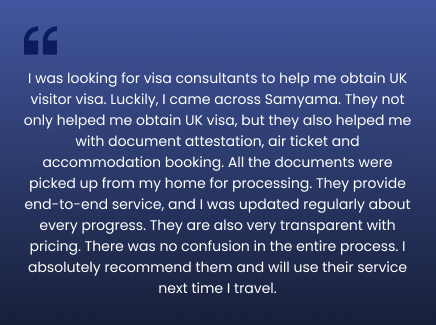 I was looking for visa consultants to help me obtain UK
visitor visa. Luckily, I came across Samyama. They not
only helped me obtain UK visa, but they also helped me
with document attestation, air ticket and
accommodation booking. All the documents were
picked up from my home for processing. They provide
end-to-end service, and I was updated regularly about
every progress. They are also very transparent with
pricing. There was no confusion in the entire process. I
absolutely recommend them and will use their service
next time I travel.